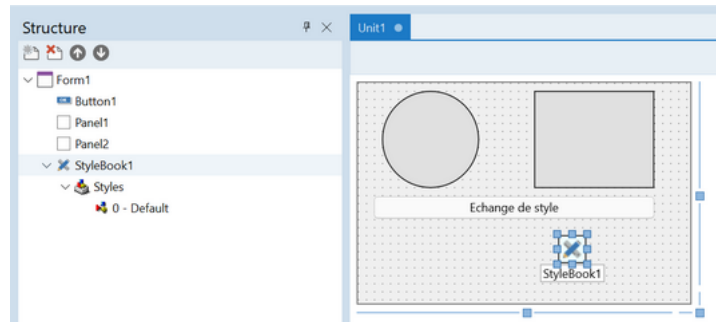 Structure
Form1
Button1
Panel1
Panel2
StyleBook1
Styles
0 - Default
Unit1
Echange de style
StyleBook1